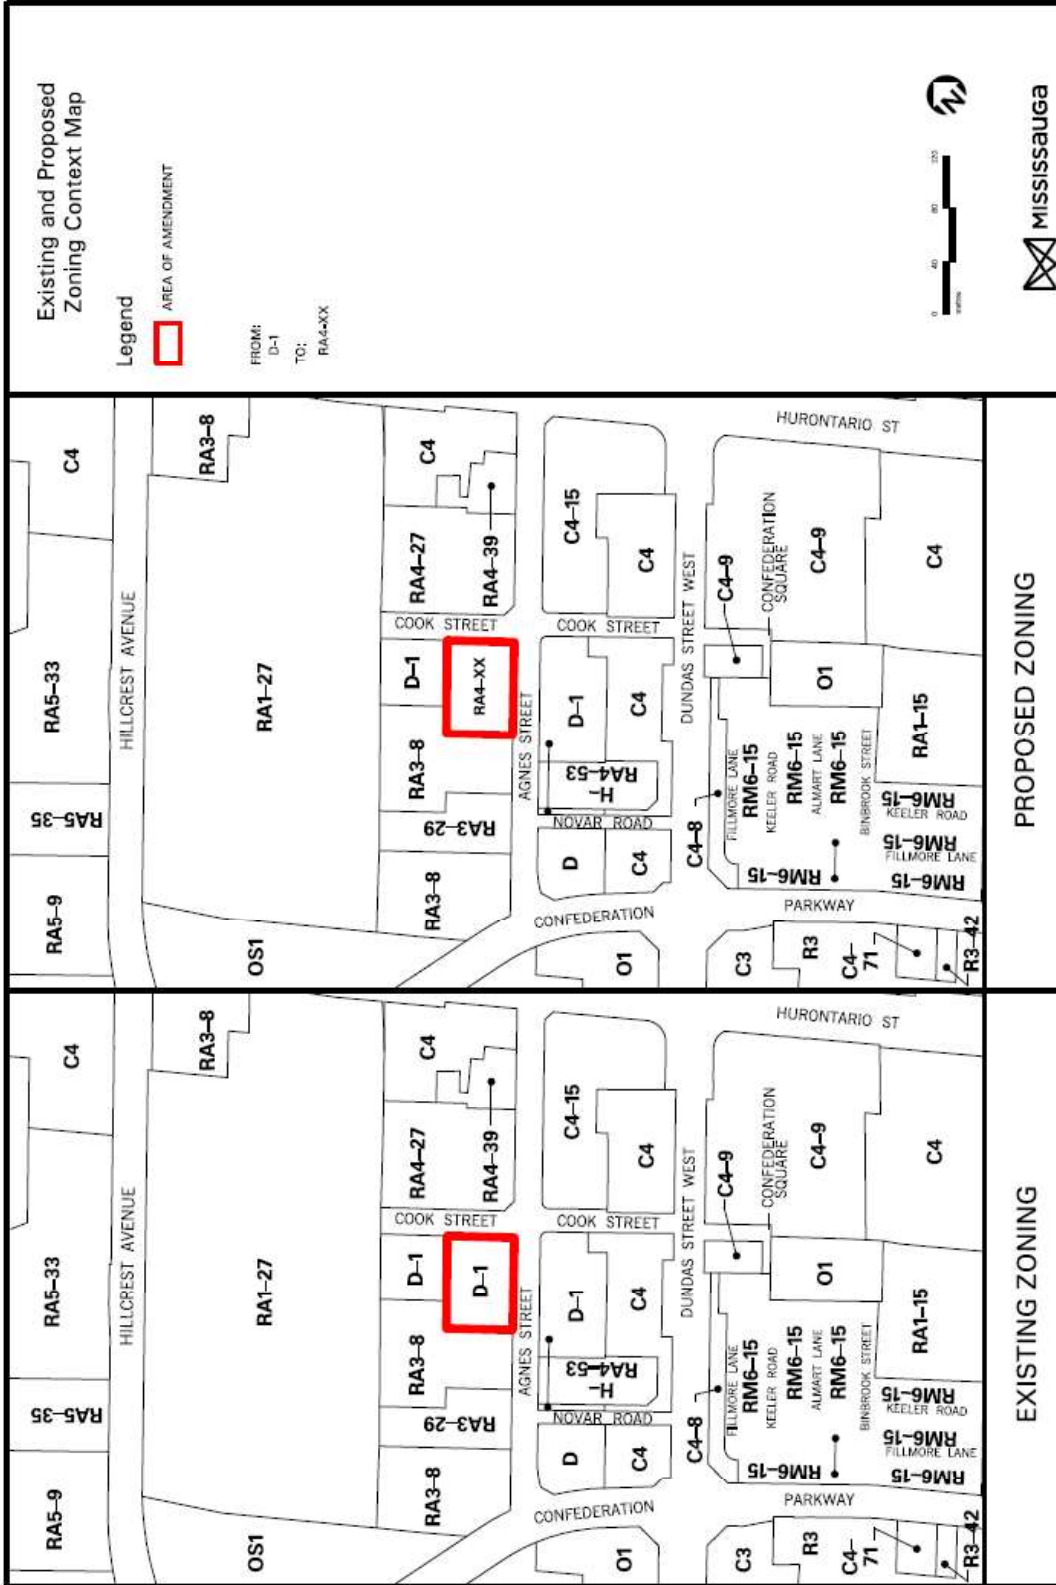 Existing and Proposed
Zoning Context Map
Legend
AREA OF AMENDMENT
FROM:
D-1
TO:
RA4-XX
0 40 80 120
metres
N
MISSISSAUGA
PROPOSED ZONING
RA5-9
RA5-35
RA5-33
C4
HILLCREST AVENUE
OS1
RA1-27
RA3-8
RA3-8
RA3-29
RA3-8
D-1
COOK STREET
RA4-27
C4
RA4-XX
RA4-39
AGNES STREET
CONFEDERATION
D
NOVAR ROAD
H-
RA4-53
D-1
COOK STREET
C4-15
O1
C4
C4
C4
DUNDAS STREET WEST
HURONTARIO ST
C3
C4-8
C4-9
FILLMORE LANE
RM6-15
KEELER ROAD
RM6-15
RM6-15
ALMART LANE
RM6-15
BINBROOK STREET
O1
CONFEDERATION
SQUARE
C4-9
PARKWAY
R3
C4-
71
R3-42
RM6-15
FILLMORE LANE
RM6-15
RM6-15
KEELER ROAD
RA1-15
C4
EXISTING ZONING
RA5-9
RA5-35
RA5-33
C4
HILLCREST AVENUE
OS1
RA1-27
RA3-8
RA3-8
RA3-29
RA3-8
D-1
COOK STREET
RA4-27
C4
D-1
RA4-39
AGNES STREET
CONFEDERATION
D
NOVAR ROAD
H-
RA4-53
D-1
COOK STREET
C4-15
O1
C4
C4
C4
DUNDAS STREET WEST
HURONTARIO ST
C3
C4-8
C4-9
FILLMORE LANE
RM6-15
KEELER ROAD
RM6-15
RM6-15
ALMART LANE
RM6-15
BINBROOK STREET
O1
CONFEDERATION
SQUARE
C4-9
PARKWAY
R3
C4-
71
R3-42
RM6-15
FILLMORE LANE
RM6-15
RM6-15
KEELER ROAD
RA1-15
C4